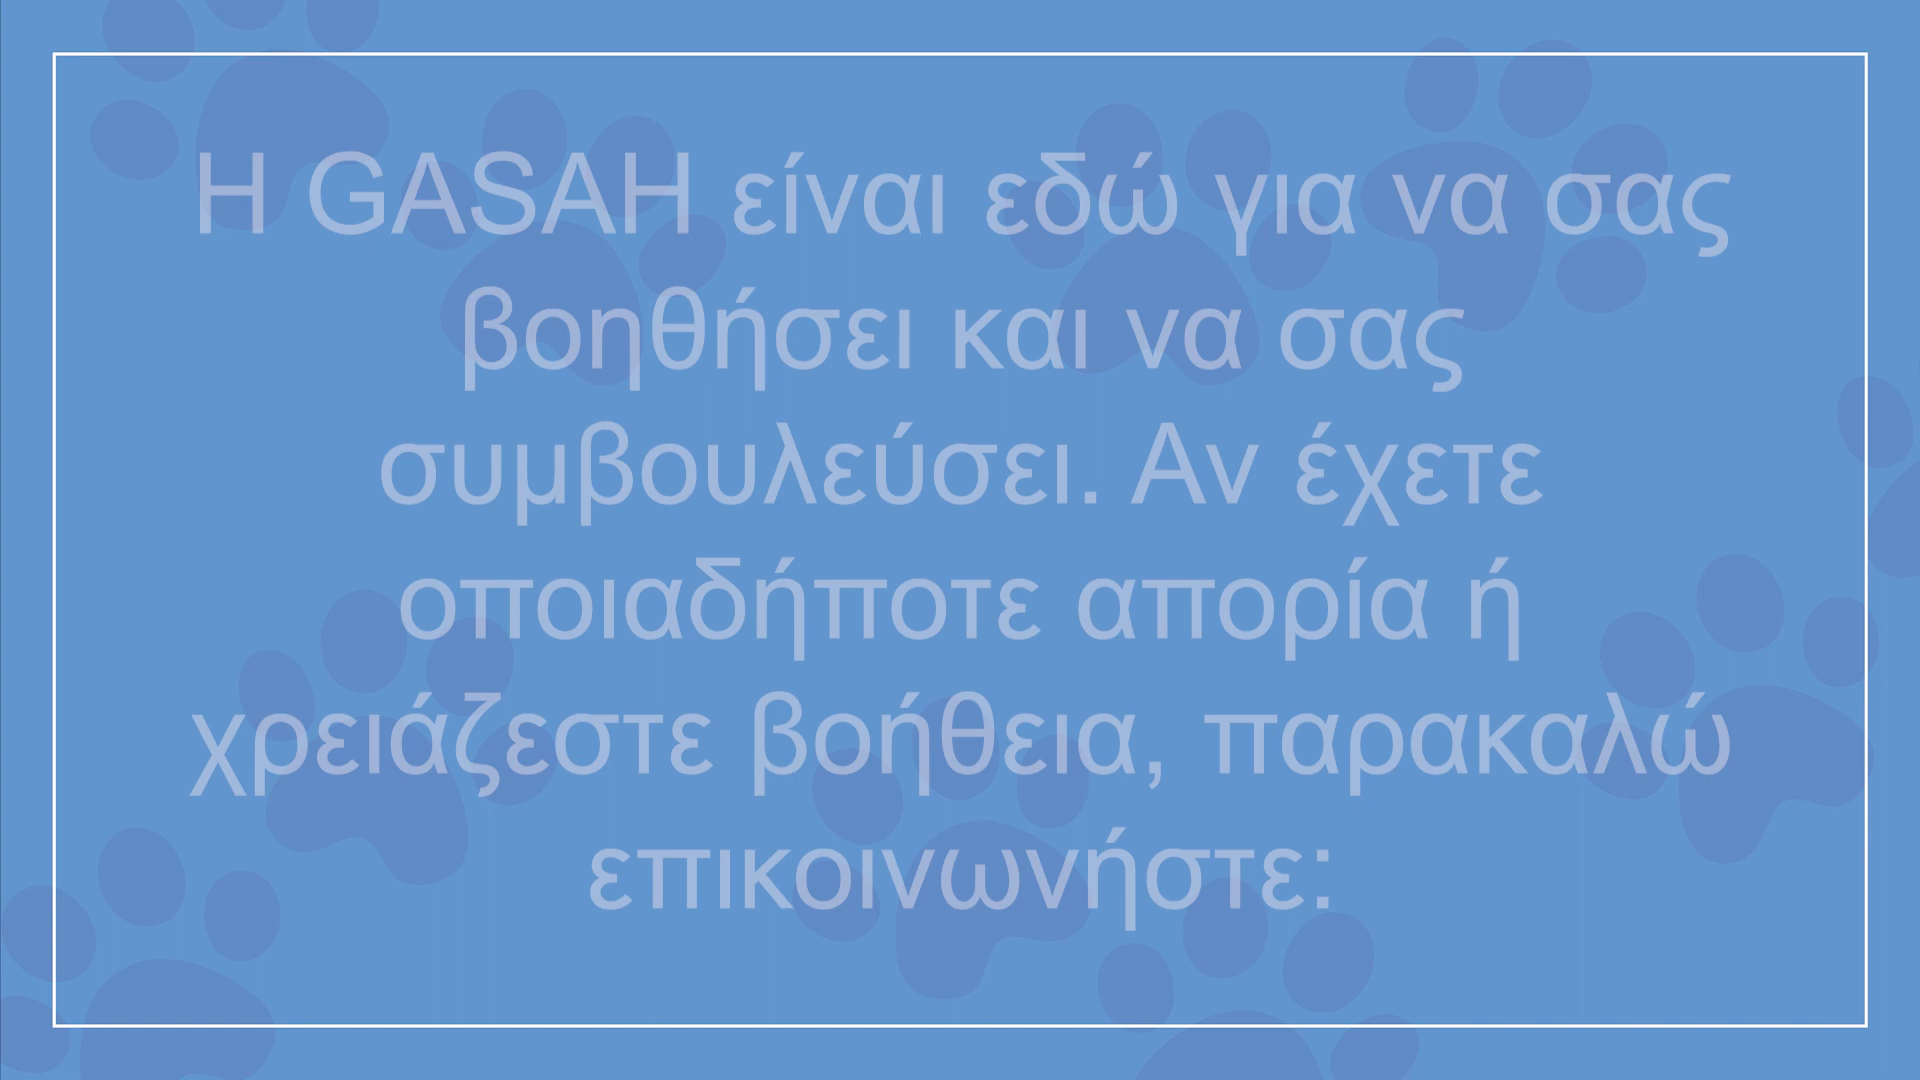 Η GASAH είναι εδώ για να σας
βοηθήσει και να σας
συμβουλεύσει. Αν έχετε
οποιαδήποτε απορία ή
χρειάζεστε βοήθεια, παρακαλώ
επικοινωνήστε: